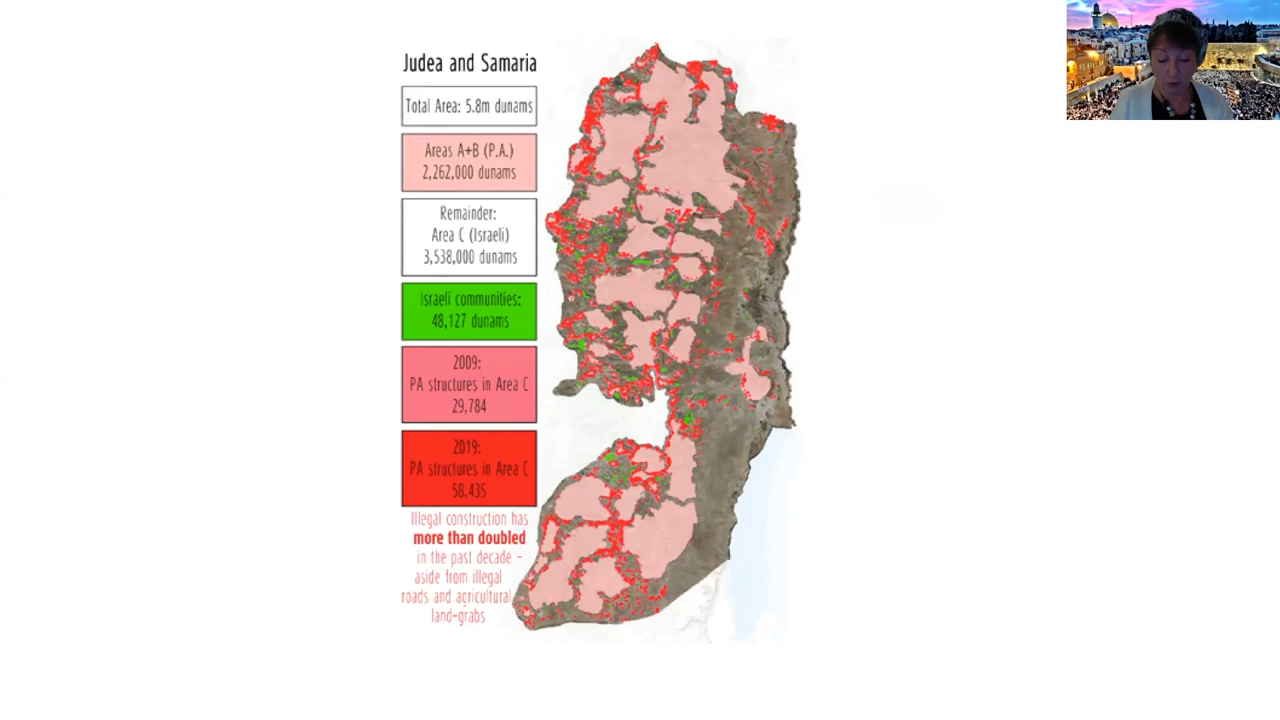 Judea and Samaria
Total Area: 5.8m dunams
Areas A+B (P.A.)
2,262,000 dunams
Remainder:
Area C (Israeli)
3,538,000 dunams
Israeli communities:
48,127 dunams
2009:
PA structures in Area C
29,784
2019:
PA structures in Area C
58,435
Illegal construction has
more than doubled
in the past decade –
aside from illegal
roads and agricultural
land-grabs